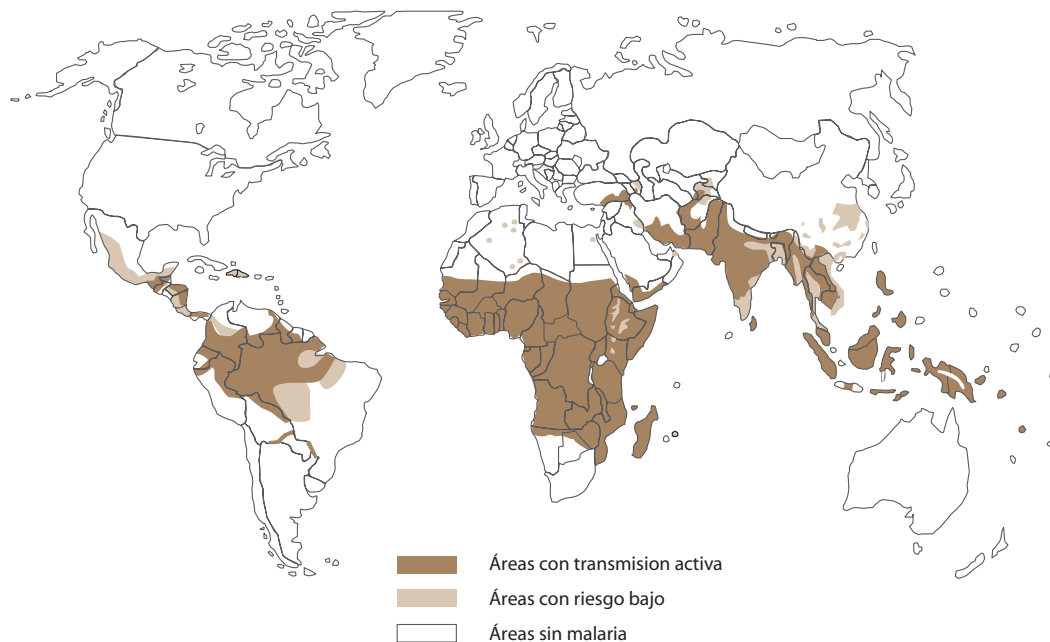 Áreas con transmision activa
Áreas con riesgo bajo
Áreas sin malaria